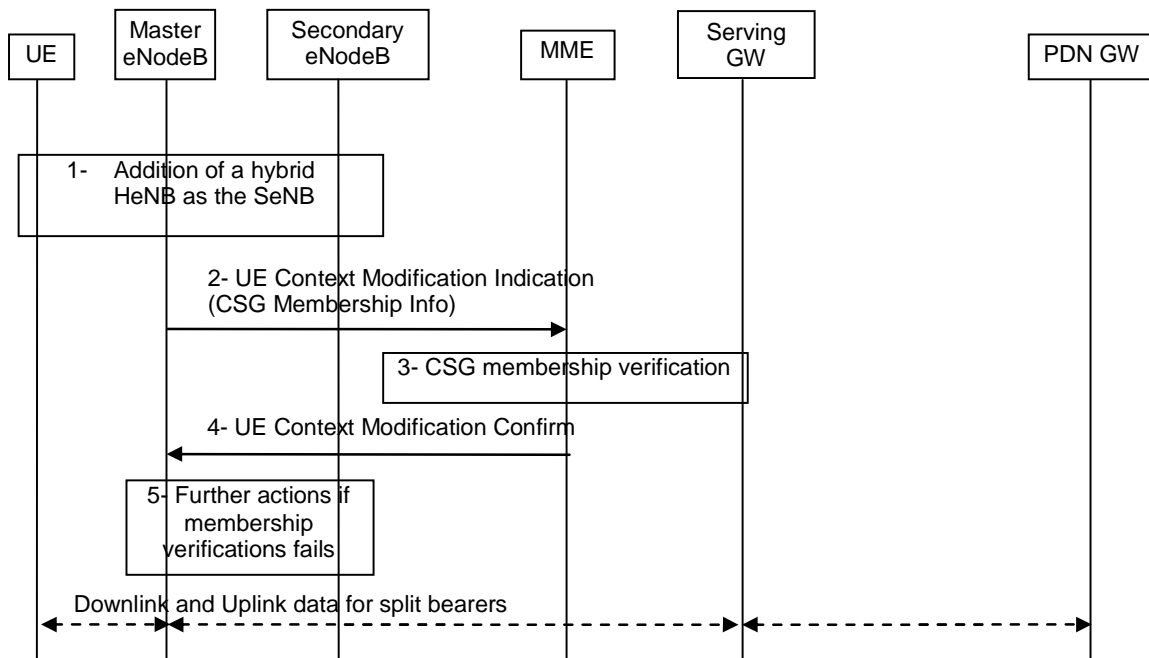 UE
Master
eNodeB
Secondary
eNodeB
MME
Serving
GW
PDN GW
1- Addition of a hybrid
HeNB as the SeNB
2- UE Context Modification Indication
(CSG Membership Info)
3- CSG membership verification
4- UE Context Modification Confirm
5- Further actions if
membership
verifications fails
Downlink and Uplink data for split bearers